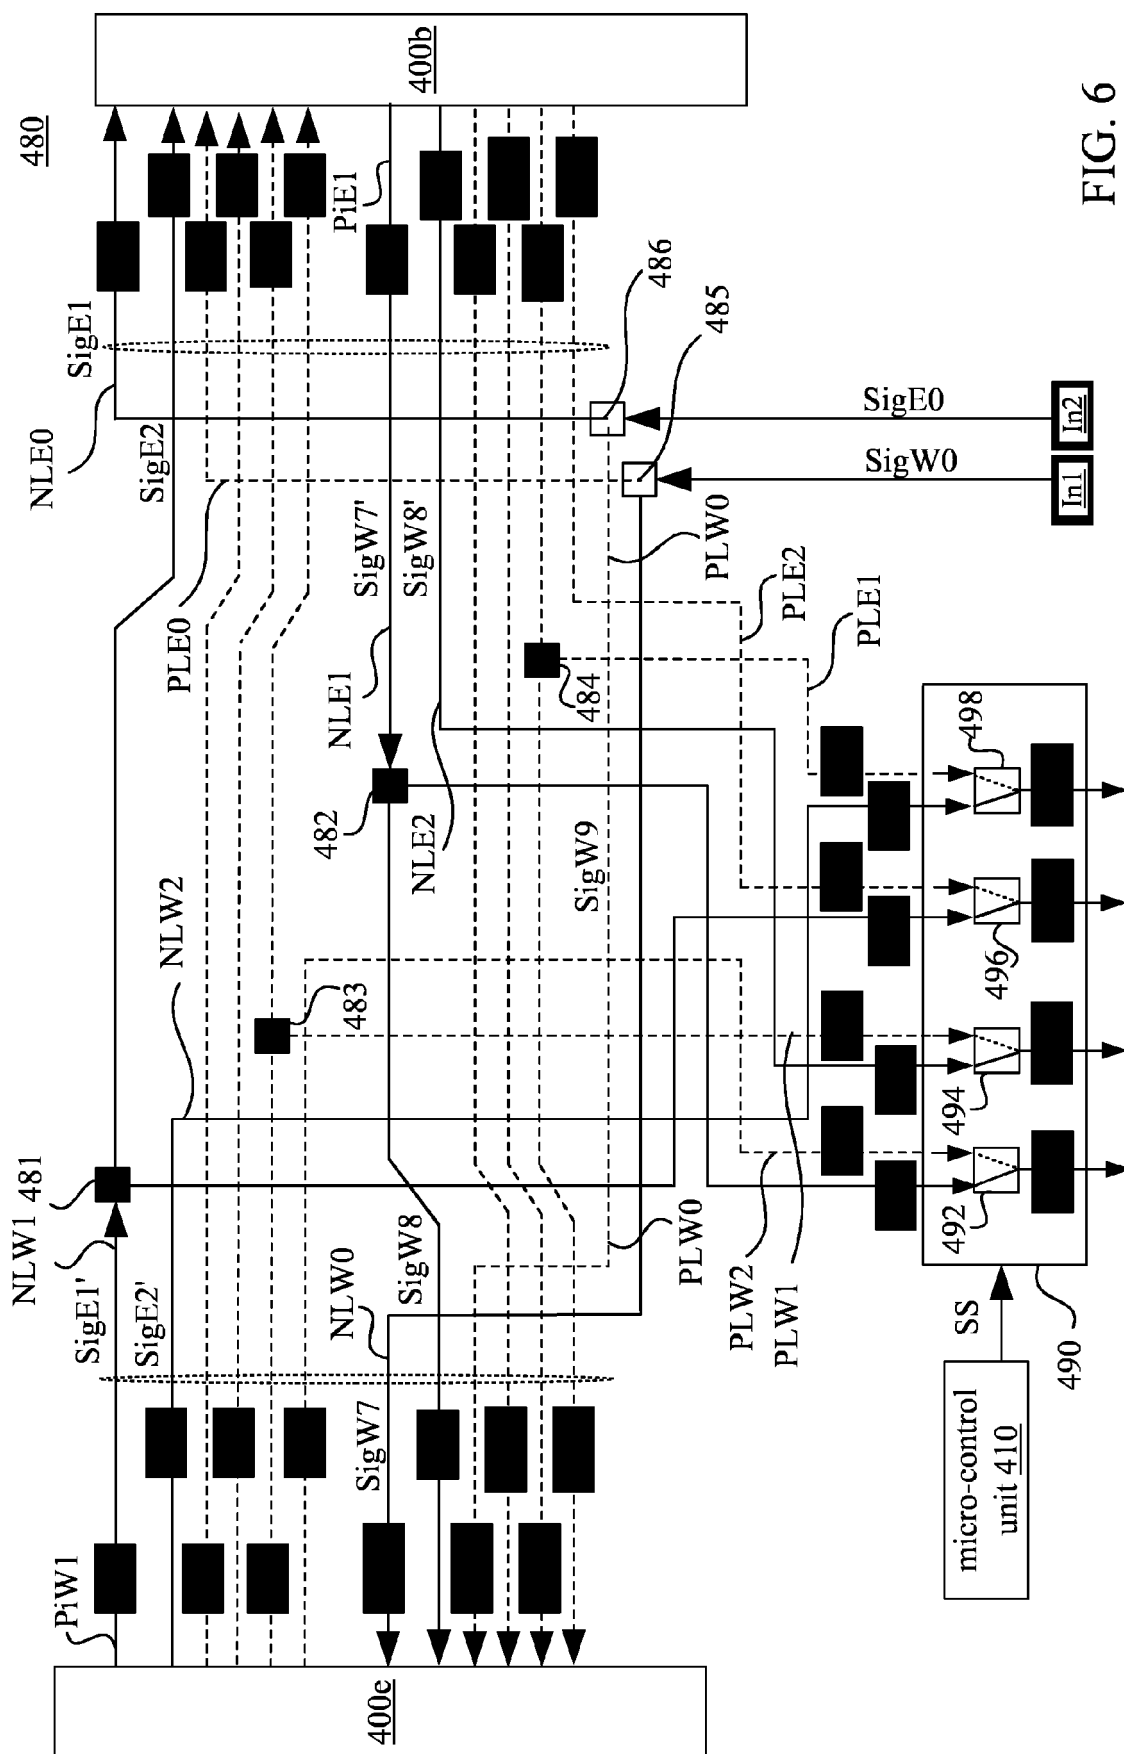 480
400b
SigE1
NLE0
SigE2
PiE1
486
485
SigE0
SigW0
In2
In1
PLE0
SigW7'
SigW8'
PLW0
PLE2
PLE1
NLE1
484
482
NLE2
SigW9
NLW2
483
498
496
494
492
NLW1
481
SigE1'
SigE2'
NLW0
SigW8
PLW0
PLW2
PLW1
SS
490
PiW1
SigW7
400e
micro-control
unit 410
FIG. 6